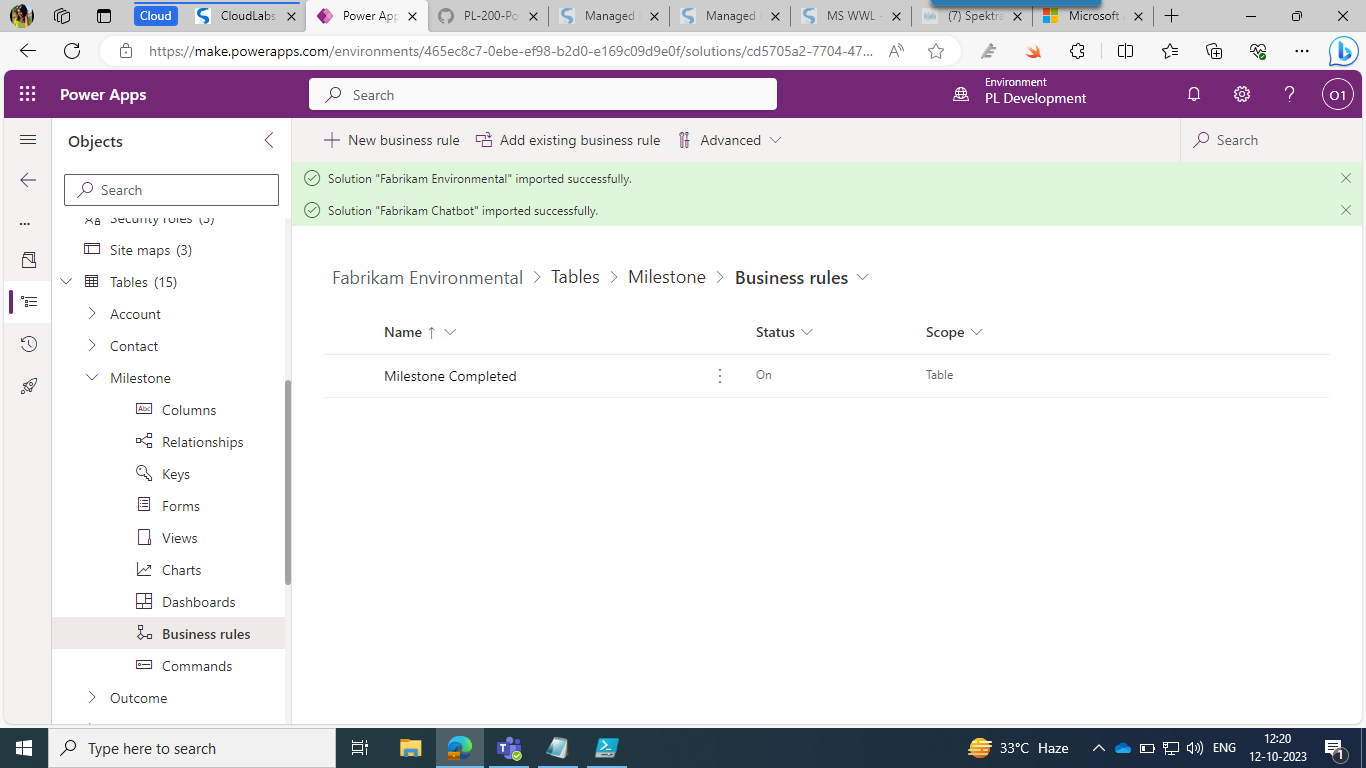 Cloud
CloudLabs
Power App
PL-200-Po
Managed
Managed
MS WWL
(7) Spektra
Microsoft
https://make.powerapps.com/environments/465ec8c7-0ebe-ef98-b2d0-e169c09d9e0f/solutions/cd5705a2-7704-47...
Power Apps
Search
Environment
PL Development
O1
Objects
New business rule
Add existing business rule
Advanced
Search
Search
Solution "Fabrikam Environmental" imported successfully.
Solution "Fabrikam Chatbot" imported successfully.
Security roles (5)
Site maps (3)
Tables (15)
Account
Contact
Milestone
Abc Columns
Relationships
Keys
Forms
Views
Charts
Dashboards
Business rules
Commands
Outcome
Fabrikam Environmental > Tables > Milestone > Business rules
Name ↑ Status Scope
Milestone Completed On Table
Type here to search
33°C Haze
ENG
12:20
12-10-2023
1